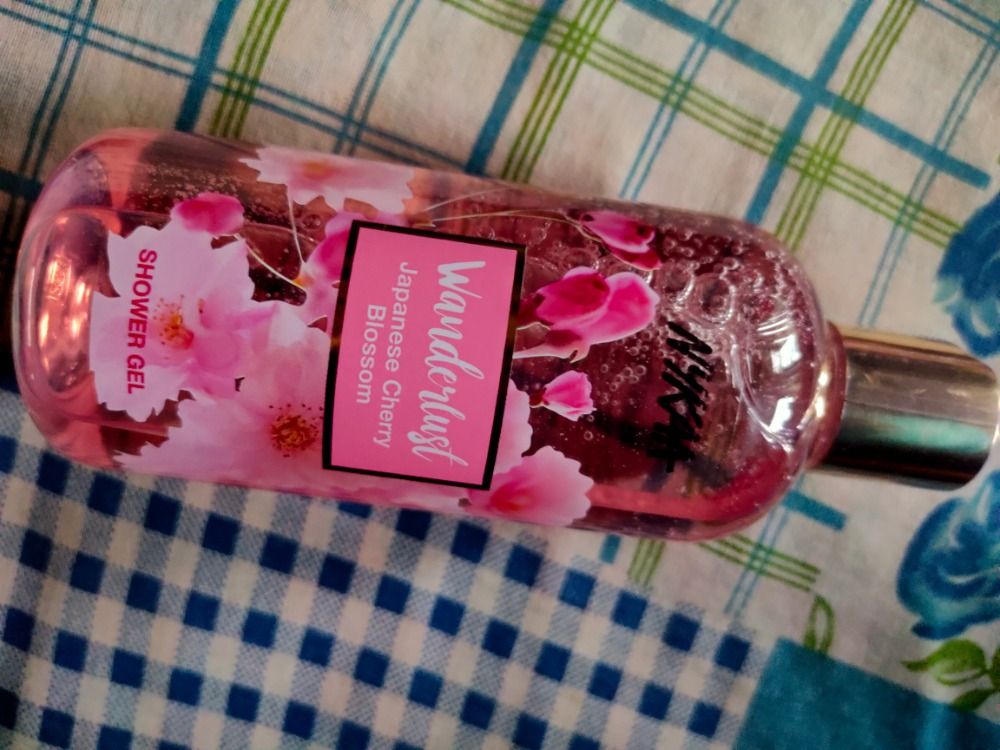 NYKAA
Wanderlust
Japanese Cherry
Blossom
SHOWER GEL